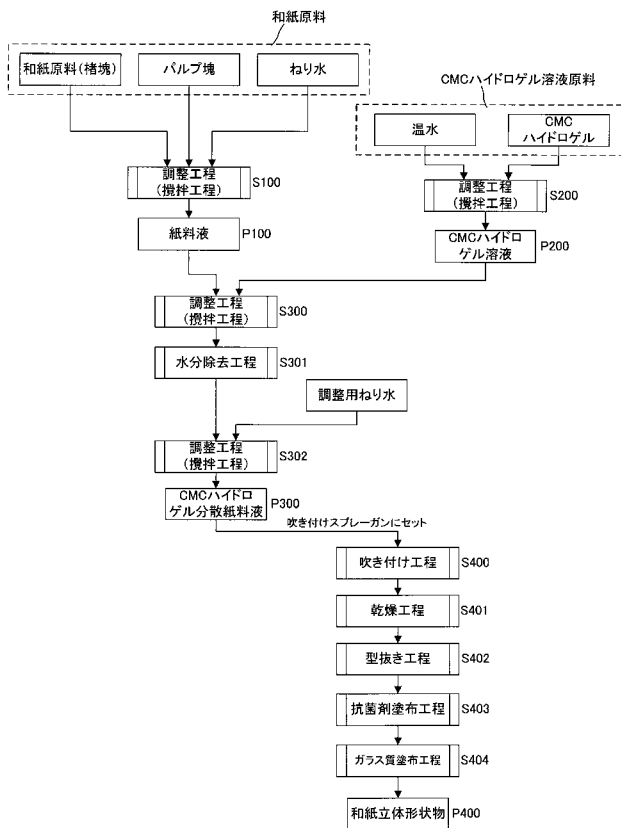 和紙原料
和紙原料(楮塊)
パルプ塊
ねり水
CMCハイドロゲル溶液原料
温水
CMC
ハイドロゲル
調整工程
(攪拌工程)
S100
調整工程
(攪拌工程)
S200
紙料液
P100
CMCハイドロ
ゲル溶液
P200
調整工程
(攪拌工程)
S300
水分除去工程
S301
調整用ねり水
調整工程
(攪拌工程)
S302
CMCハイドロ
ゲル分散紙料液
P300
吹き付けスプレーガンにセット
吹き付け工程
S400
乾燥工程
S401
型抜き工程
S402
抗菌剤塗布工程
S403
ガラス質塗布工程
S404
和紙立体形状物
P400